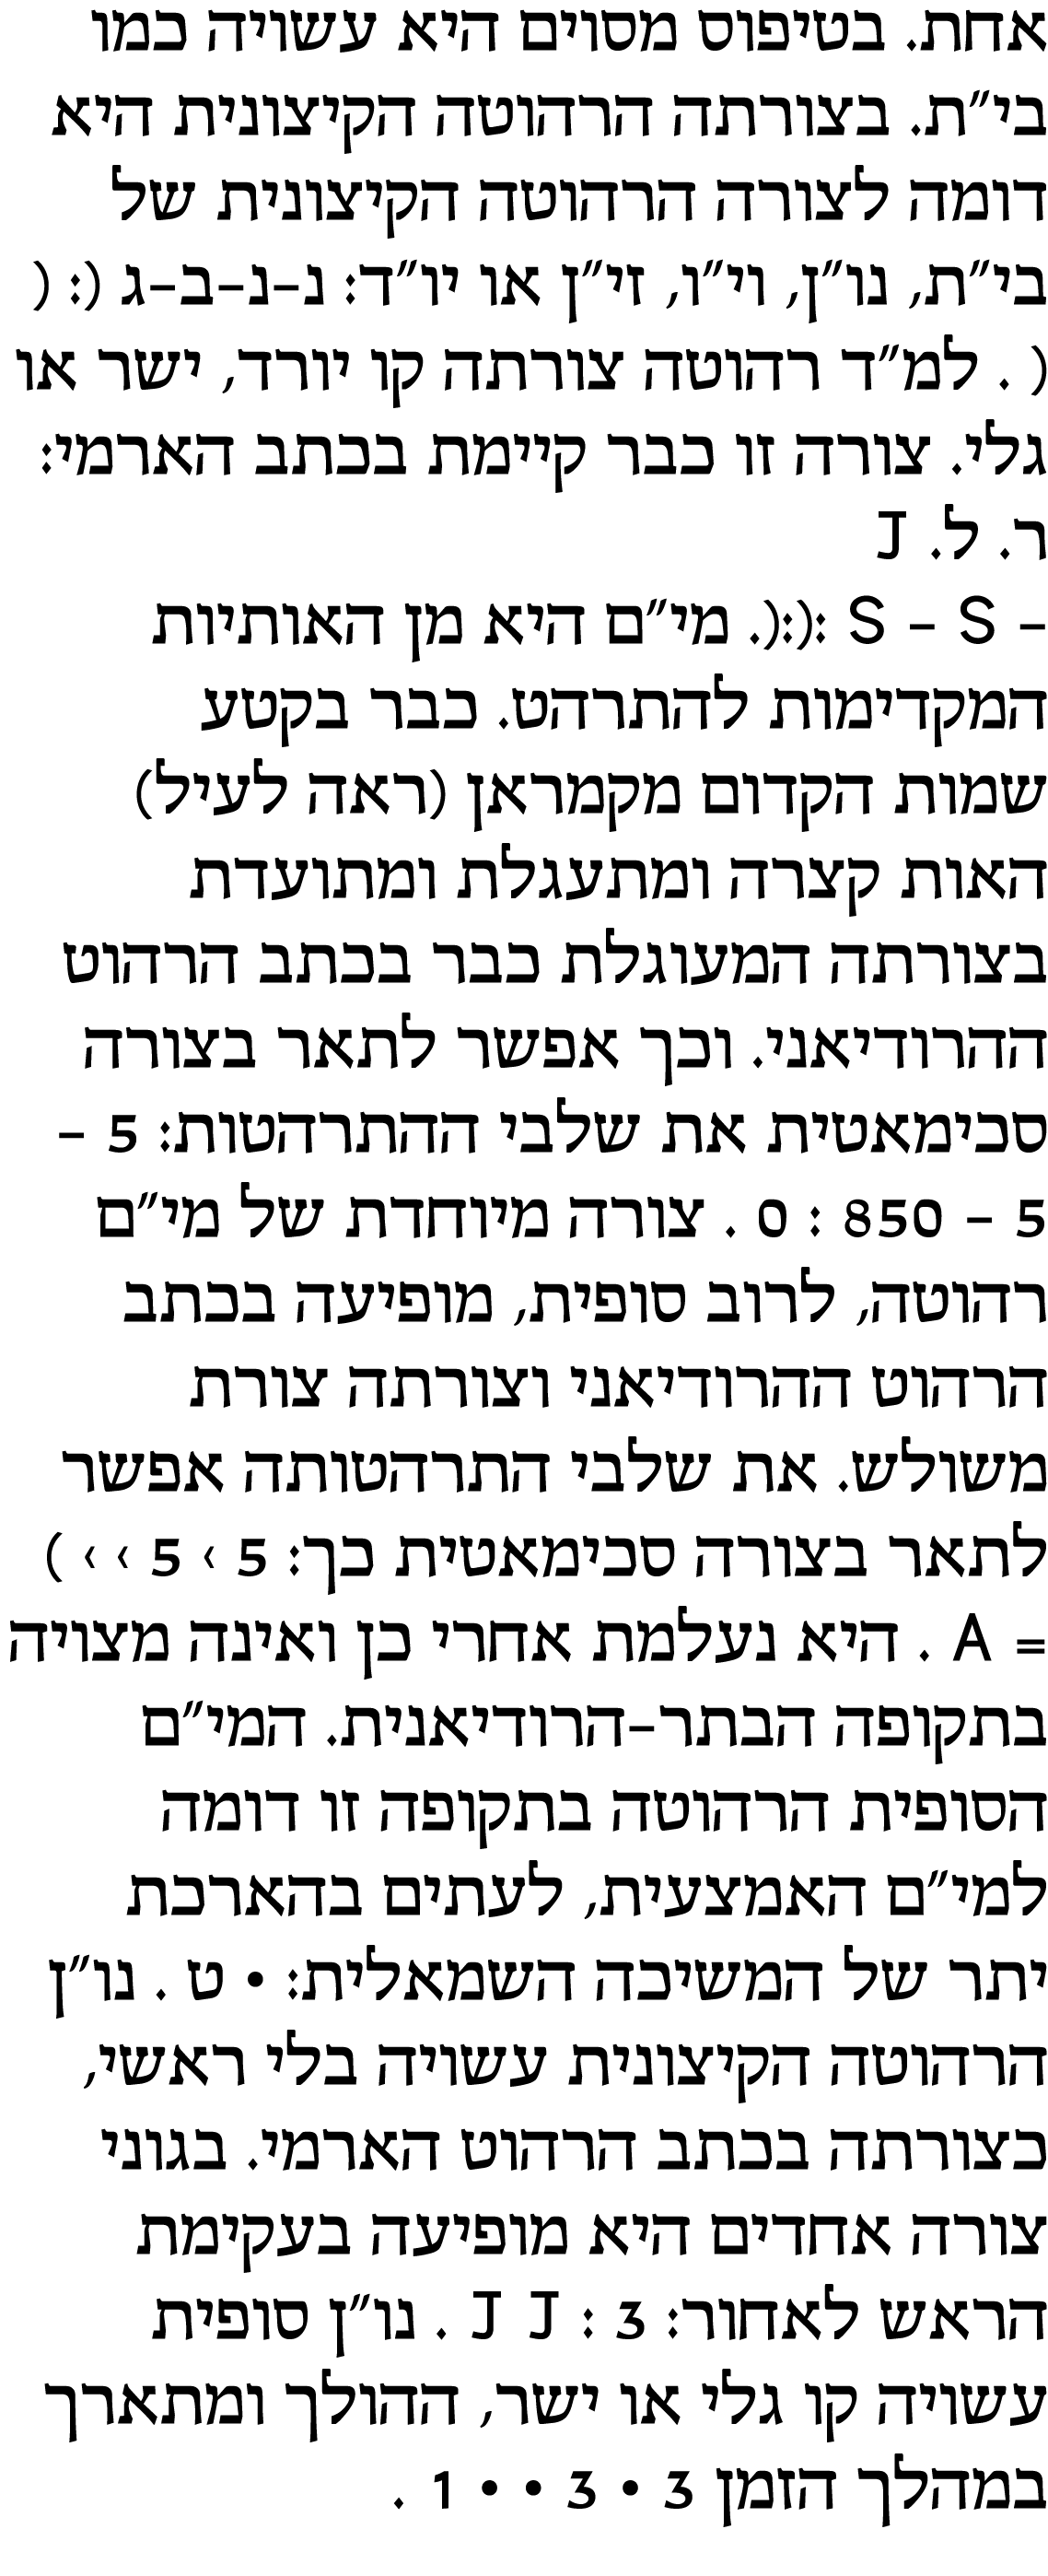 אחת. בטיפוס מסוים היא עשויה כמו
בי"ת. בצורתה הרהוטה הקיצונית היא
דומה לצורה הרהוטה הקיצונית של
בי"ת, נו"ן, וי"ו, זי"ן או יו"ד: נ-נ-ב-ג (: (
( . למ"ד רהוטה צורתה קו יורד, ישר או
גלי. צורה זו כבר קיימת בכתב הארמי:
ר. ל. J
- S - S :(:(. מי"ם היא מן האותיות
המקדימות להתרהט. כבר בקטע
שמות הקדום מקמראן (ראה לעיל)
האות קצרה ומתעגלת ומתועדת
בצורתה המעוגלת כבר בכתב הרהוט
ההרודיאני. וכך אפשר לתאר בצורה
סכימאטית את שלבי ההתרהטות: 5 -
5 - 850 : ס . צורה מיוחדת של מי"ם
רהוטה, לרוב סופית, מופיעה בכתב
הרהוט ההרודיאני וצורתה צורת
משולש. את שלבי התרהטותה אפשר
לתאר בצורה סכימאטית כך: 5 > 5 > > )
= A . היא נעלמת אחרי כן ואינה מצויה
בתקופה הבתר-הרודיאנית. המי"ם
הסופית הרהוטה בתקופה זו דומה
למי"ם האמצעית, לעתים בהארכת
יתר של המשיכה השמאלית: • ט . נו"ן
הרהוטה הקיצונית עשויה בלי ראשי,
כצורתה בכתב הרהוט הארמי. בגוני
צורה אחדים היא מופיעה בעקימת
הראש לאחור: 3 : J J . נו"ן סופית
עשויה קו גלי או ישר, ההולך ומתארך
במהלך הזמן 3 • 3 • • 1 .